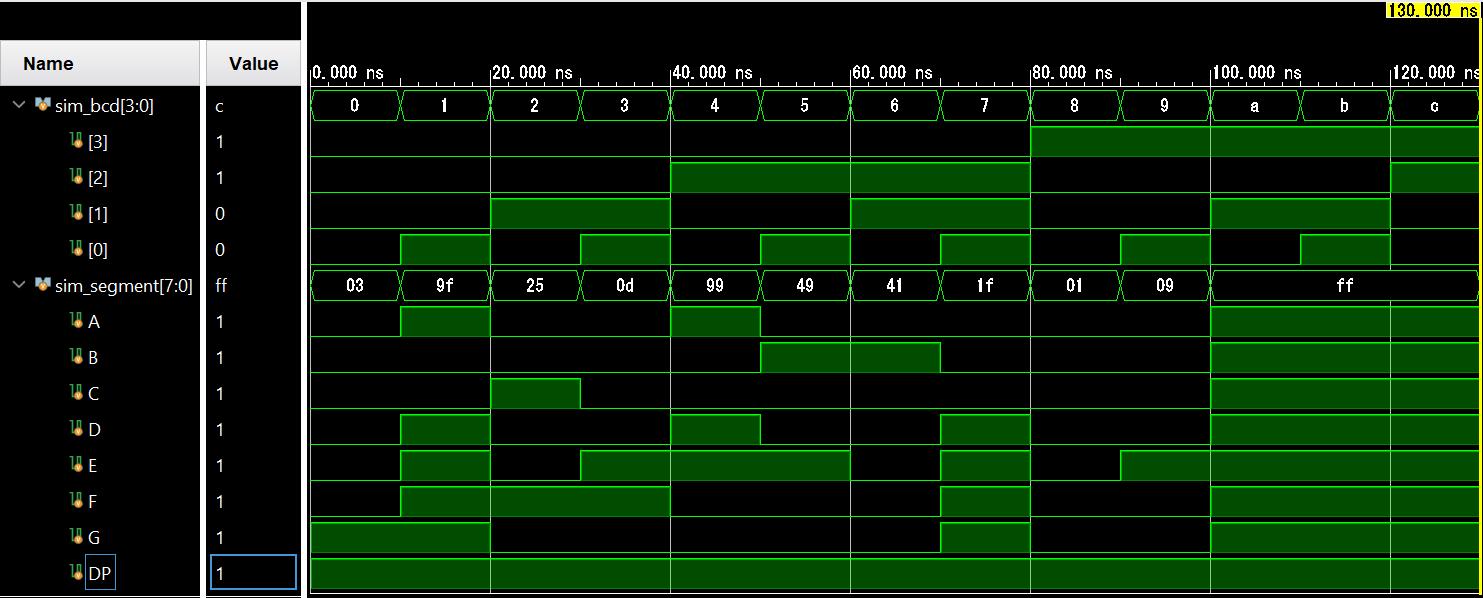 130.000 ns
Name Value
0.000 ns 20.000 ns 40.000 ns 60.000 ns 80.000 ns 100.000 ns 120.000 ns
sim_bcd[3:0] c 0 1 2 3 4 5 6 7 8 9 a b c
[3] 1
[2] 1
[1] 0
[0] 0
sim_segment[7:0] ff 03 9f 25 0d 99 49 41 1f 01 09 ff
A 1
B 1
C 1
D 1
E 1
F 1
G 1
DP 1